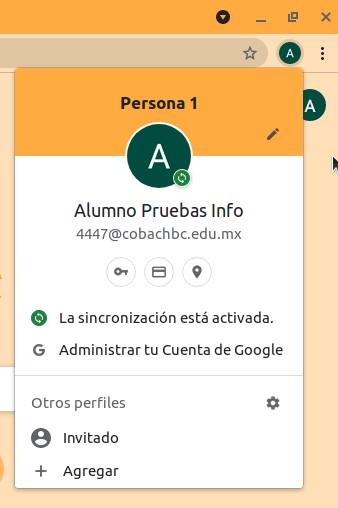 A
A
Persona 1
A
Alumno Pruebas Info
4447@cobachbc.edu.mx
La sincronización está activada.
G Administrar tu Cuenta de Google
Otros perfiles
Invitado
Agregar